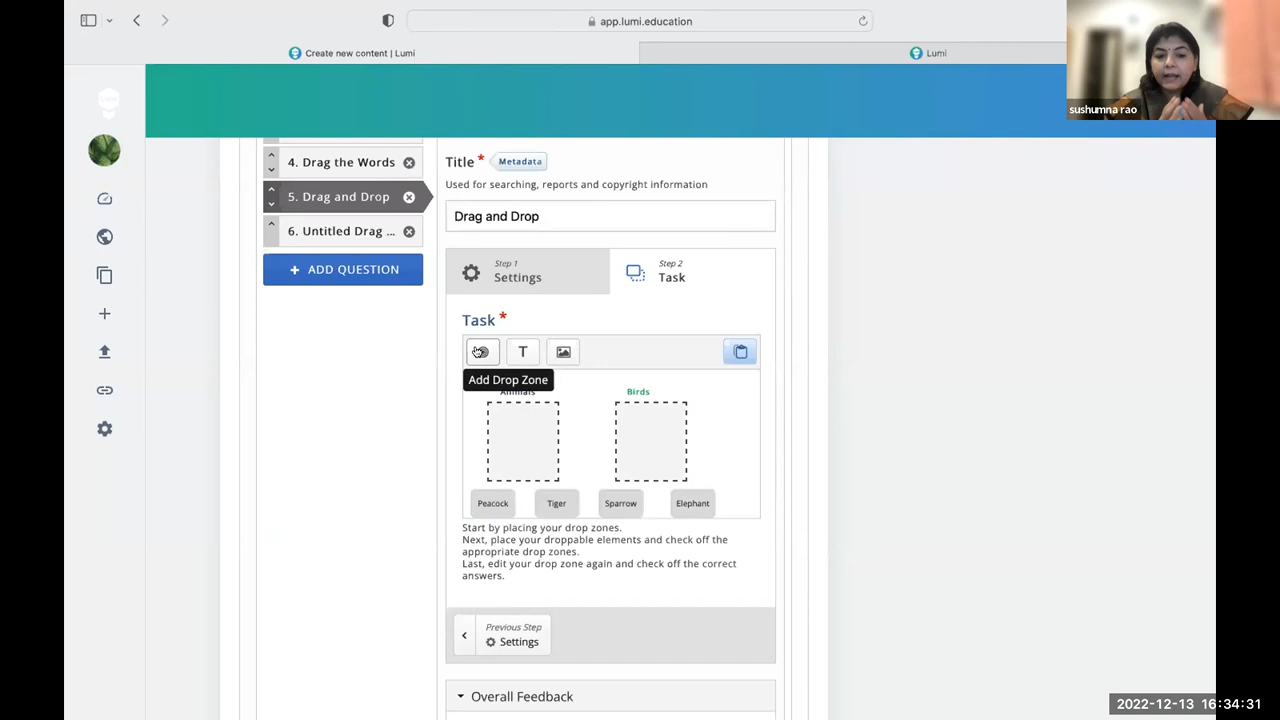 app.lumi.education
Create new content | Lumi
Lumi
sushumna rao
4. Drag the Words
5. Drag and Drop
6. Untitled Drag ...
+ ADD QUESTION
Title * Metadata
Used for searching, reports and copyright information
Drag and Drop
Step 1
Settings
Step 2
Task
Task *
T
Add Drop Zone
Animals
Birds
Peacock
Tiger
Sparrow
Elephant
Start by placing your drop zones.
Next, place your droppable elements and check off the
appropriate drop zones.
Last, edit your drop zone again and check off the correct
answers.
Previous Step
Settings
Overall Feedback
2022-12-13 16:34:31